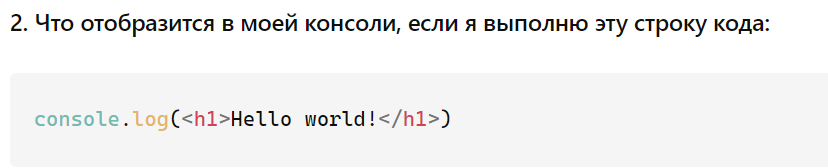 2. Что отобразится в моей консоли, если я выполню эту строку кода:
console.log(<h1>Hello world!</h1>)